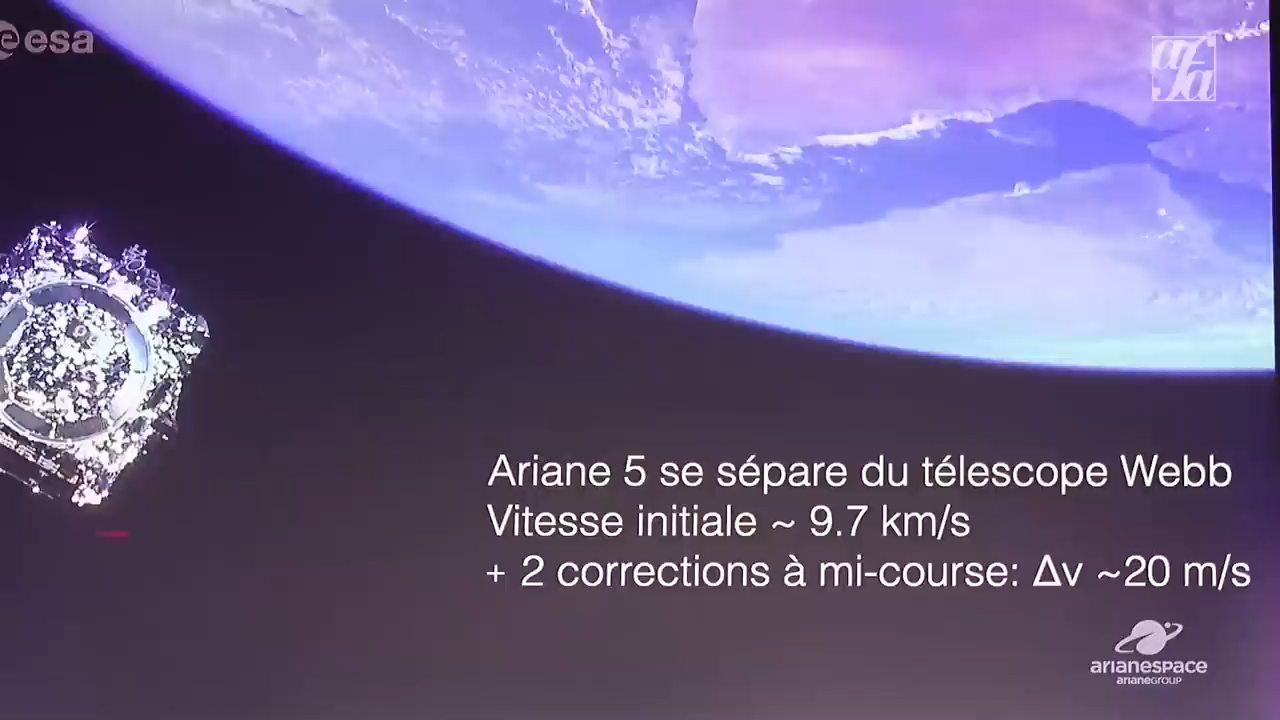 esa
afa
Ariane 5 se sépare du télescope Webb
Vitesse initiale ~ 9.7 km/s
+ 2 corrections à mi-course: Δv ~20 m/s
arianespace
arianeGROUP